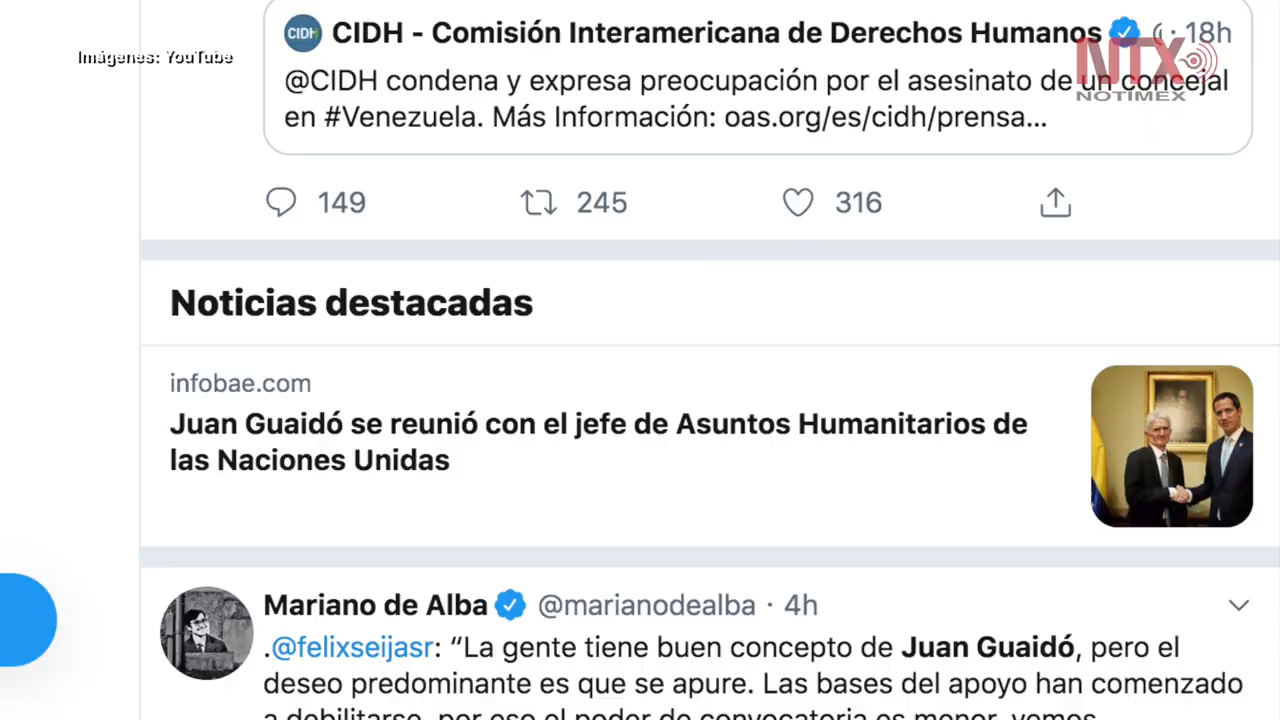 Imágenes: YouTube
CIDH
CIDH - Comisión Interamericana de Derechos Humanos · 18h
NTX
NOTIMEX
@CIDH condena y expresa preocupación por el asesinato de un concejal
en #Venezuela. Más Información: oas.org/es/cidh/prensa...
149 245 316
Noticias destacadas
infobae.com
Juan Guaidó se reunió con el jefe de Asuntos Humanitarios de
las Naciones Unidas
Mariano de Alba @marianodealba · 4h
.@felixseijasr: “La gente tiene buen concepto de Juan Guaidó, pero el
deseo predominante es que se apure. Las bases del apoyo han comenzado
a debilitarse, por eso el poder de convocatoria es menor, vemos